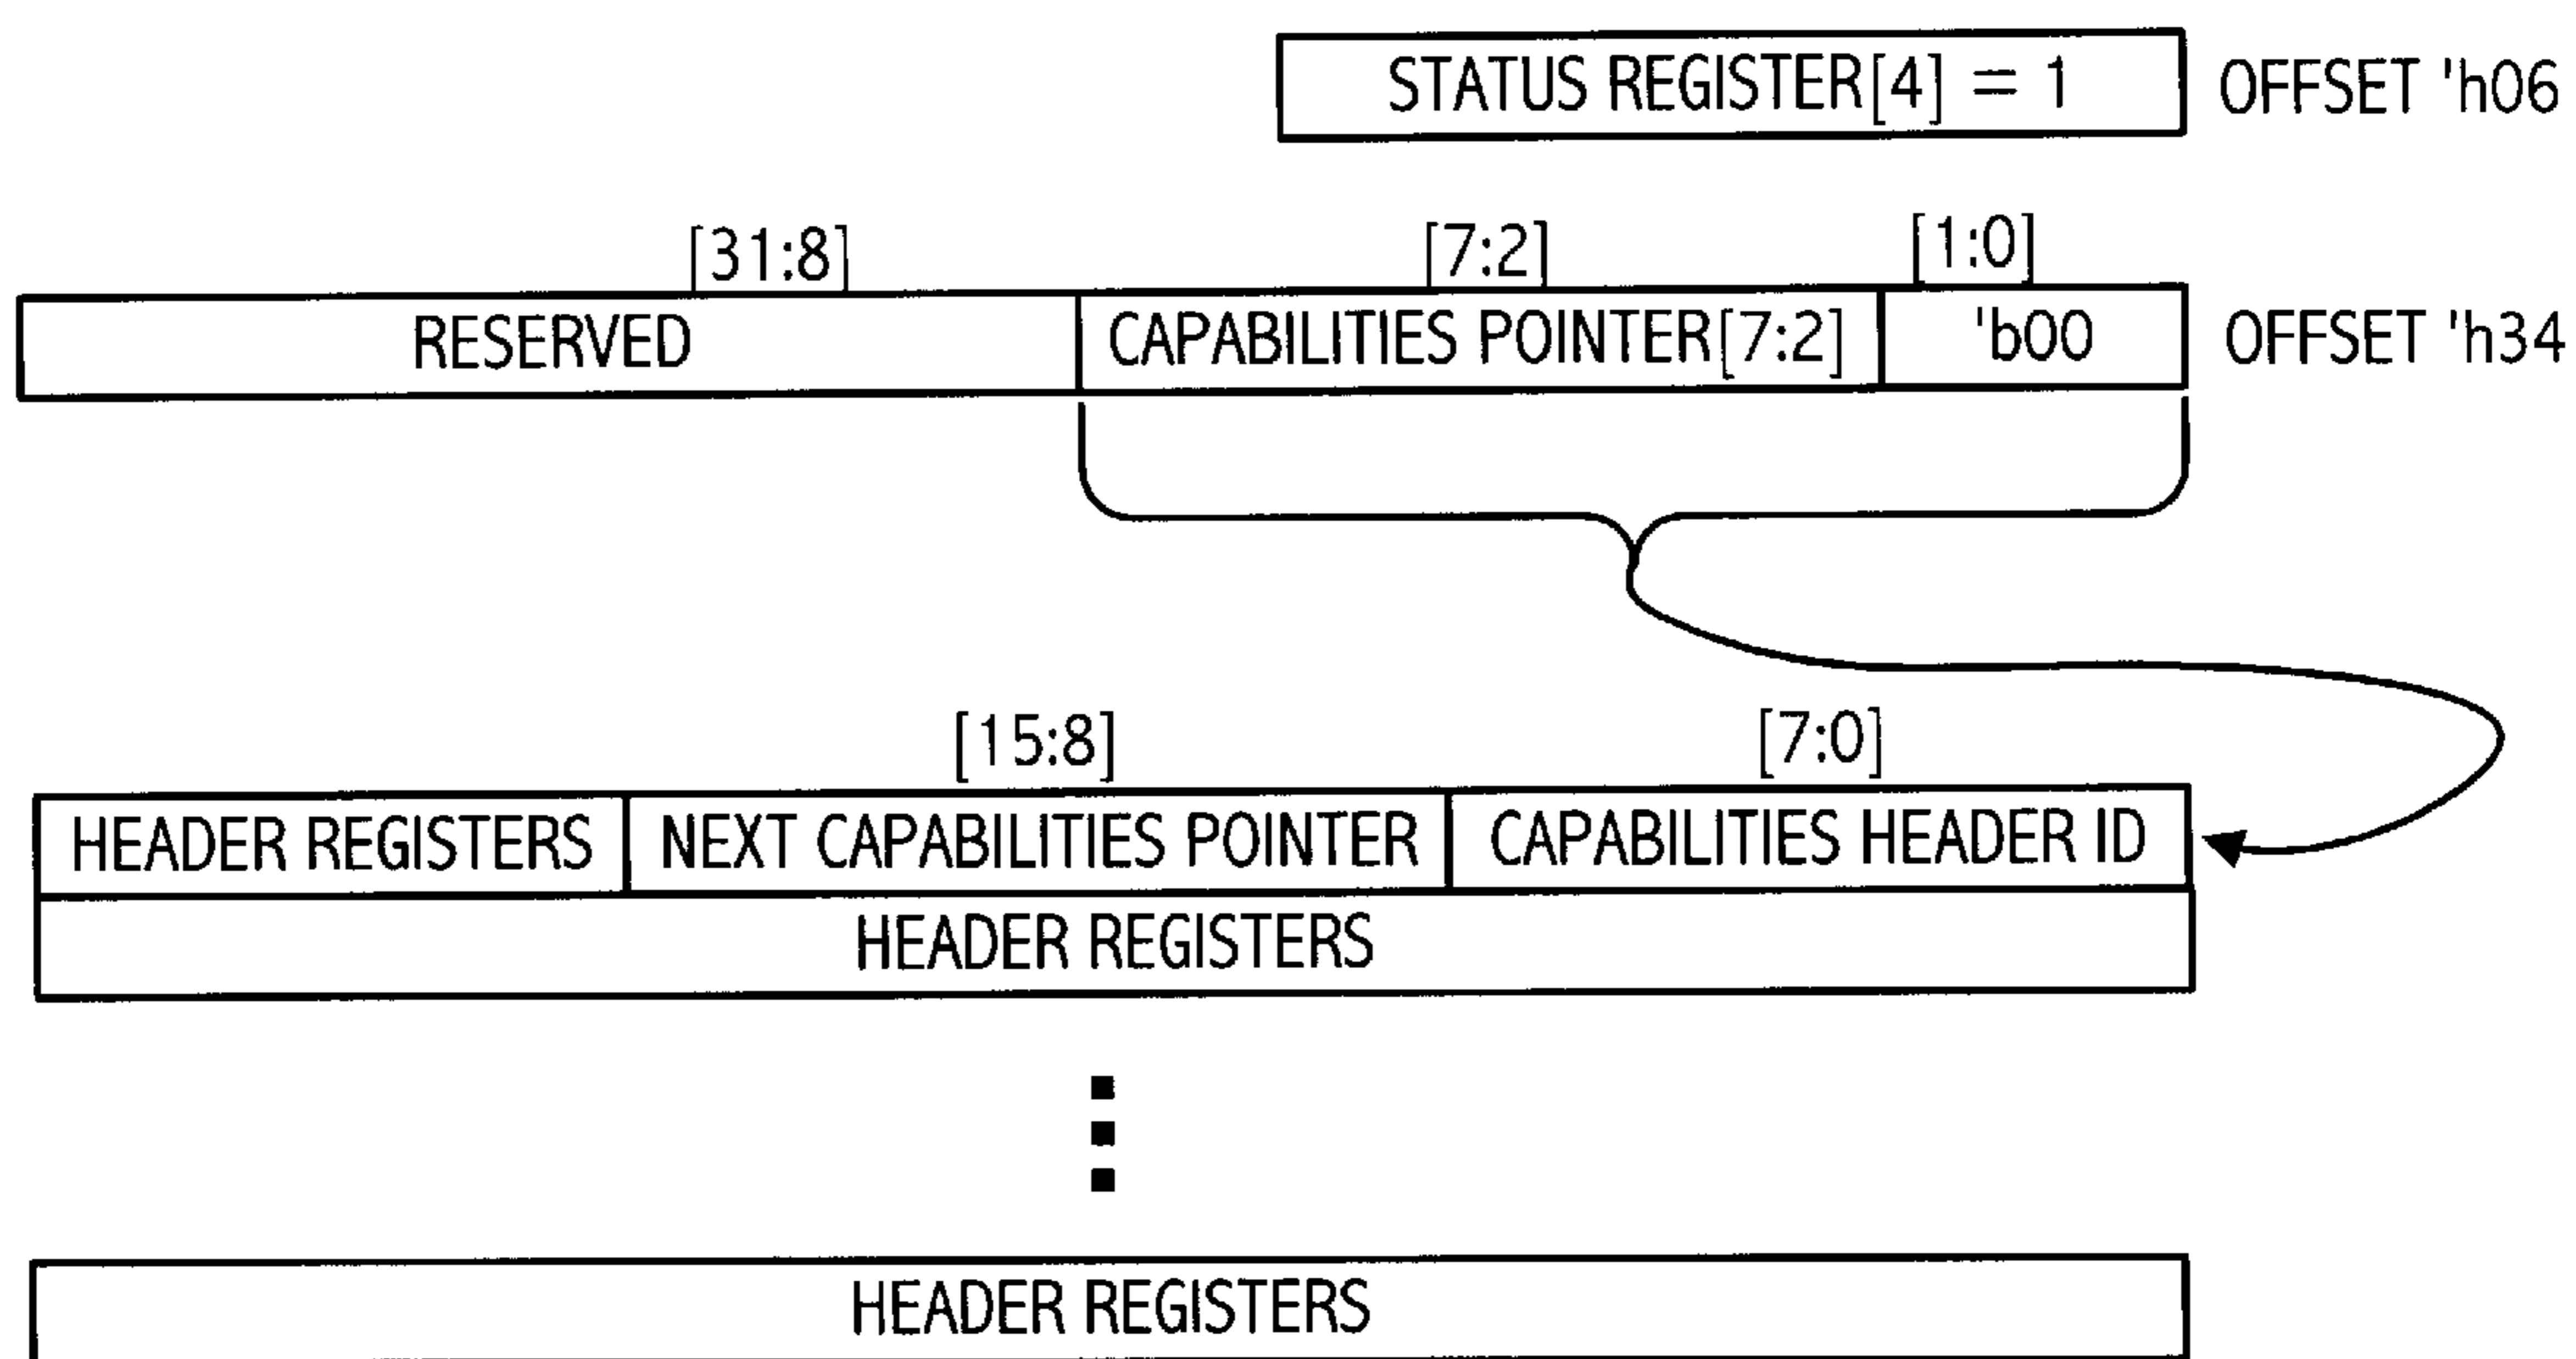 STATUS REGISTER[4] = 1 OFFSET 'h06
[31:8] [7:2] [1:0]
RESERVED CAPABILITIES POINTER[7:2] 'b00 OFFSET 'h34
[15:8] [7:0]
HEADER REGISTERS NEXT CAPABILITIES POINTER CAPABILITIES HEADER ID
HEADER REGISTERS
HEADER REGISTERS